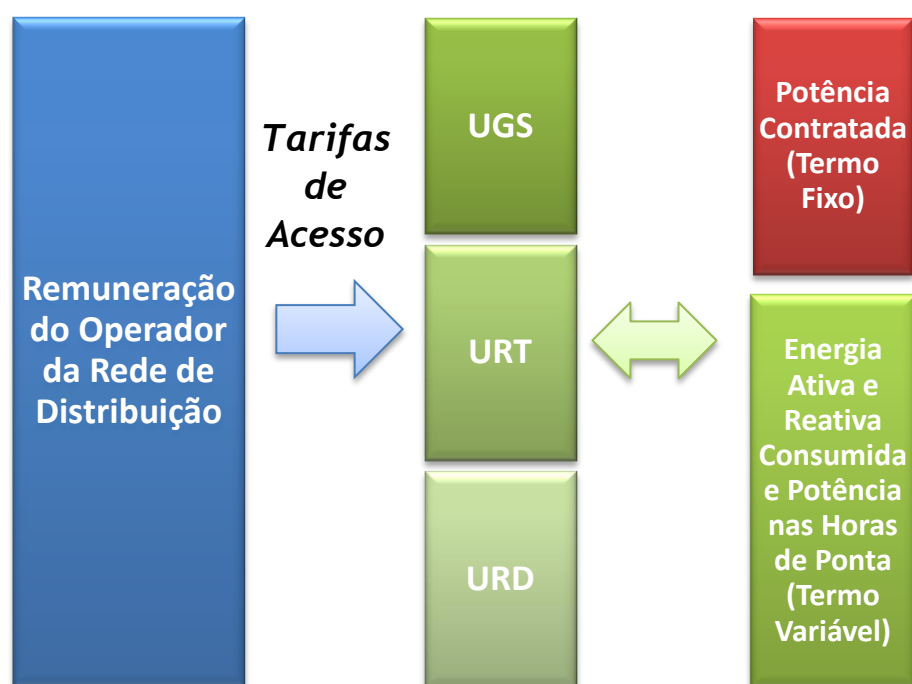 Remuneração
do Operador
da Rede de
Distribuição
Tarifas
de
Acesso
UGS
URT
URD
Potência
Contratada
(Termo
Fixo)
Energia
Ativa e
Reativa
Consumida
e Potência
nas Horas
de Ponta
(Termo
Variável)